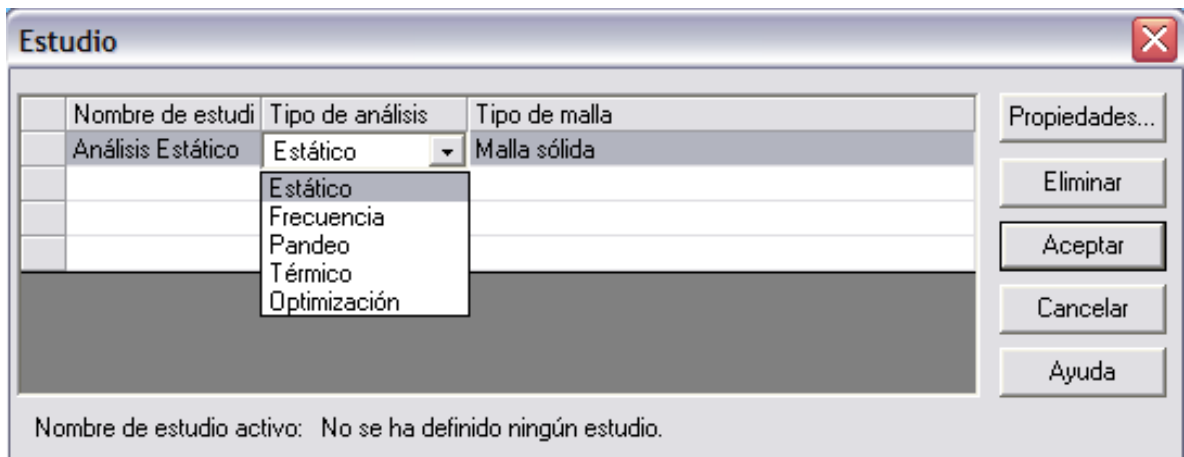 Estudio
Nombre de estudi Tipo de análisis Tipo de malla
Análisis Estático Estático Malla sólida
Estático
Frecuencia
Pandeo
Térmico
Optimización
Propiedades...
Eliminar
Aceptar
Cancelar
Ayuda
Nombre de estudio activo: No se ha definido ningún estudio.